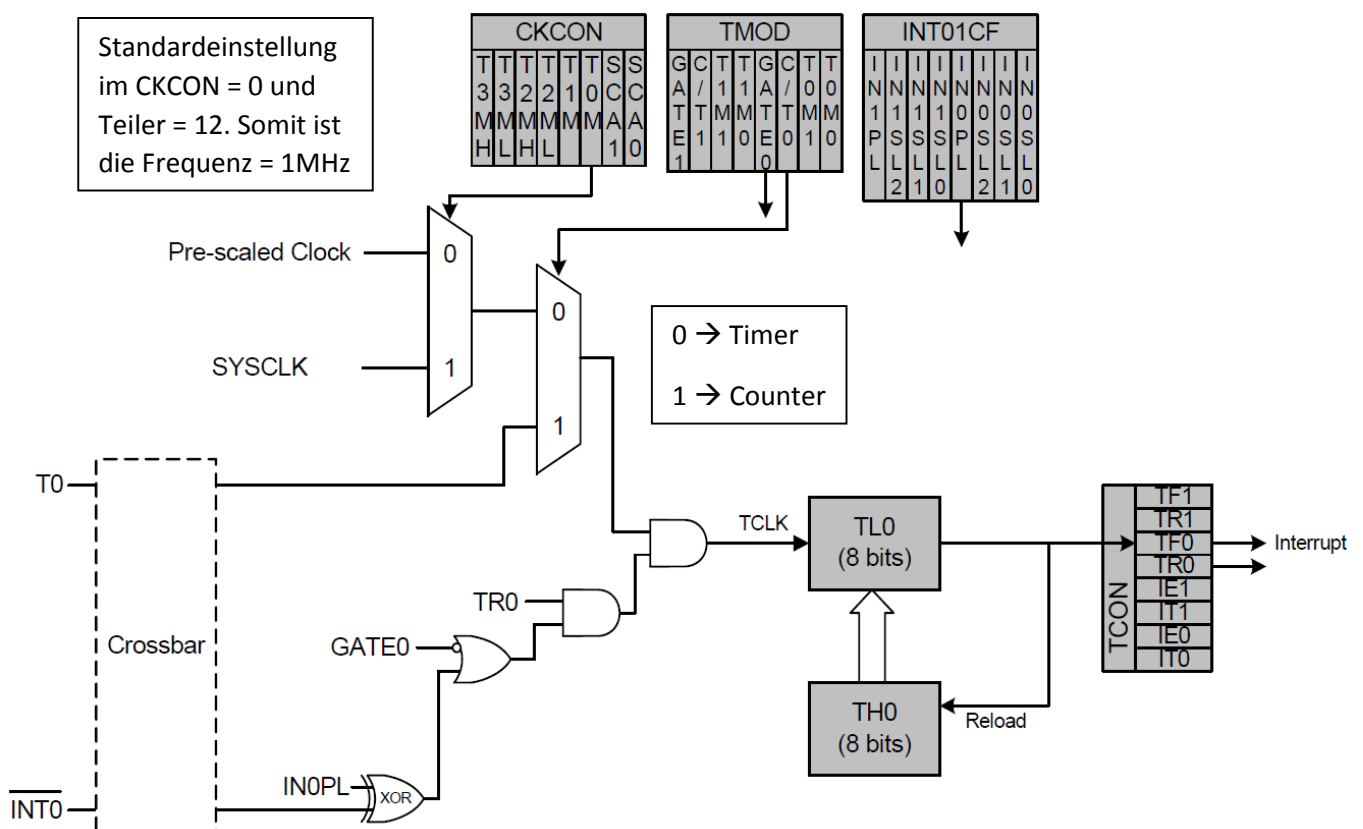 Standardeinstellung
im CKCON = 0 und
Teiler = 12. Somit ist
die Frequenz = 1MHz
CKCON
T3MH
T3ML
T2MH
T2ML
T1M
T0M
SCA1
SCA0
TMOD
GATE1
C/T1
T1M1
T1M0
GATE0
C/T0
T0M1
T0M0
INT01CF
IN1PL
IN1SL2
IN1SL1
IN1SL0
IN0PL
IN0SL2
IN0SL1
IN0SL0
Pre-scaled Clock
0
SYSCLK
1
0
1
0 → Timer
1 → Counter
T0
Crossbar
INT0
TR0
GATE0
IN0PL
XOR
TCLK
TL0
(8 bits)
TH0
(8 bits)
Reload
TCON
TF1
TR1
TF0
TR0
IE1
IT1
IE0
IT0
Interrupt